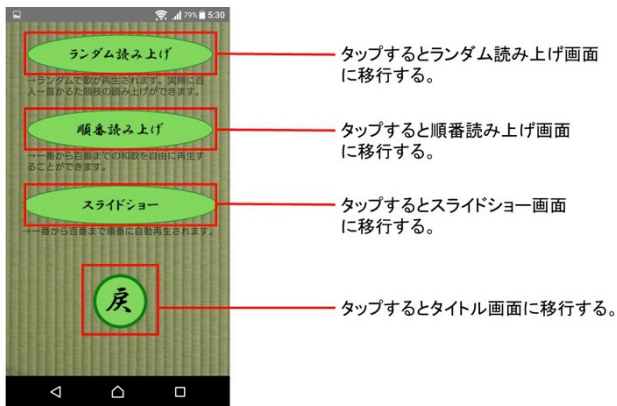 79% 5:30
ランダム読み上げ
→ランダムで歌が再生されます。実際に百
人一首かるた競技の読み上げができます。
順番読み上げ
→一番から百番までの和歌を自由に再生す
ることができます。
スライドショー
→一番から百番まで順番に自動再生されます。
戻
タップするとランダム読み上げ画面
に移行する。
タップすると順番読み上げ画面
に移行する。
タップするとスライドショー画面
に移行する。
タップするとタイトル画面に移行する。